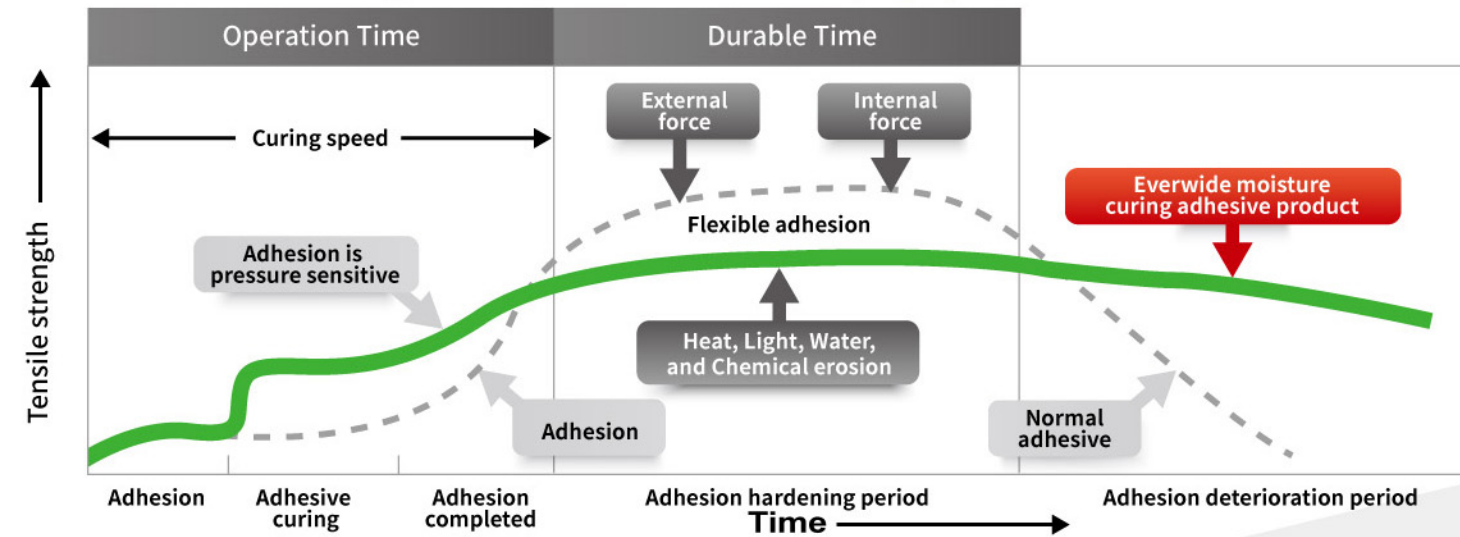 Operation Time
Durable Time
Tensile strength
Curing speed
External
force
Internal
force
Everwide moisture
curing adhesive product
Flexible adhesion
Adhesion is
pressure sensitive
Heat, Light, Water,
and Chemical erosion
Adhesion
Normal
adhesive
Adhesion
Adhesive
curing
Adhesion
completed
Adhesion hardening period
Adhesion deterioration period
Time